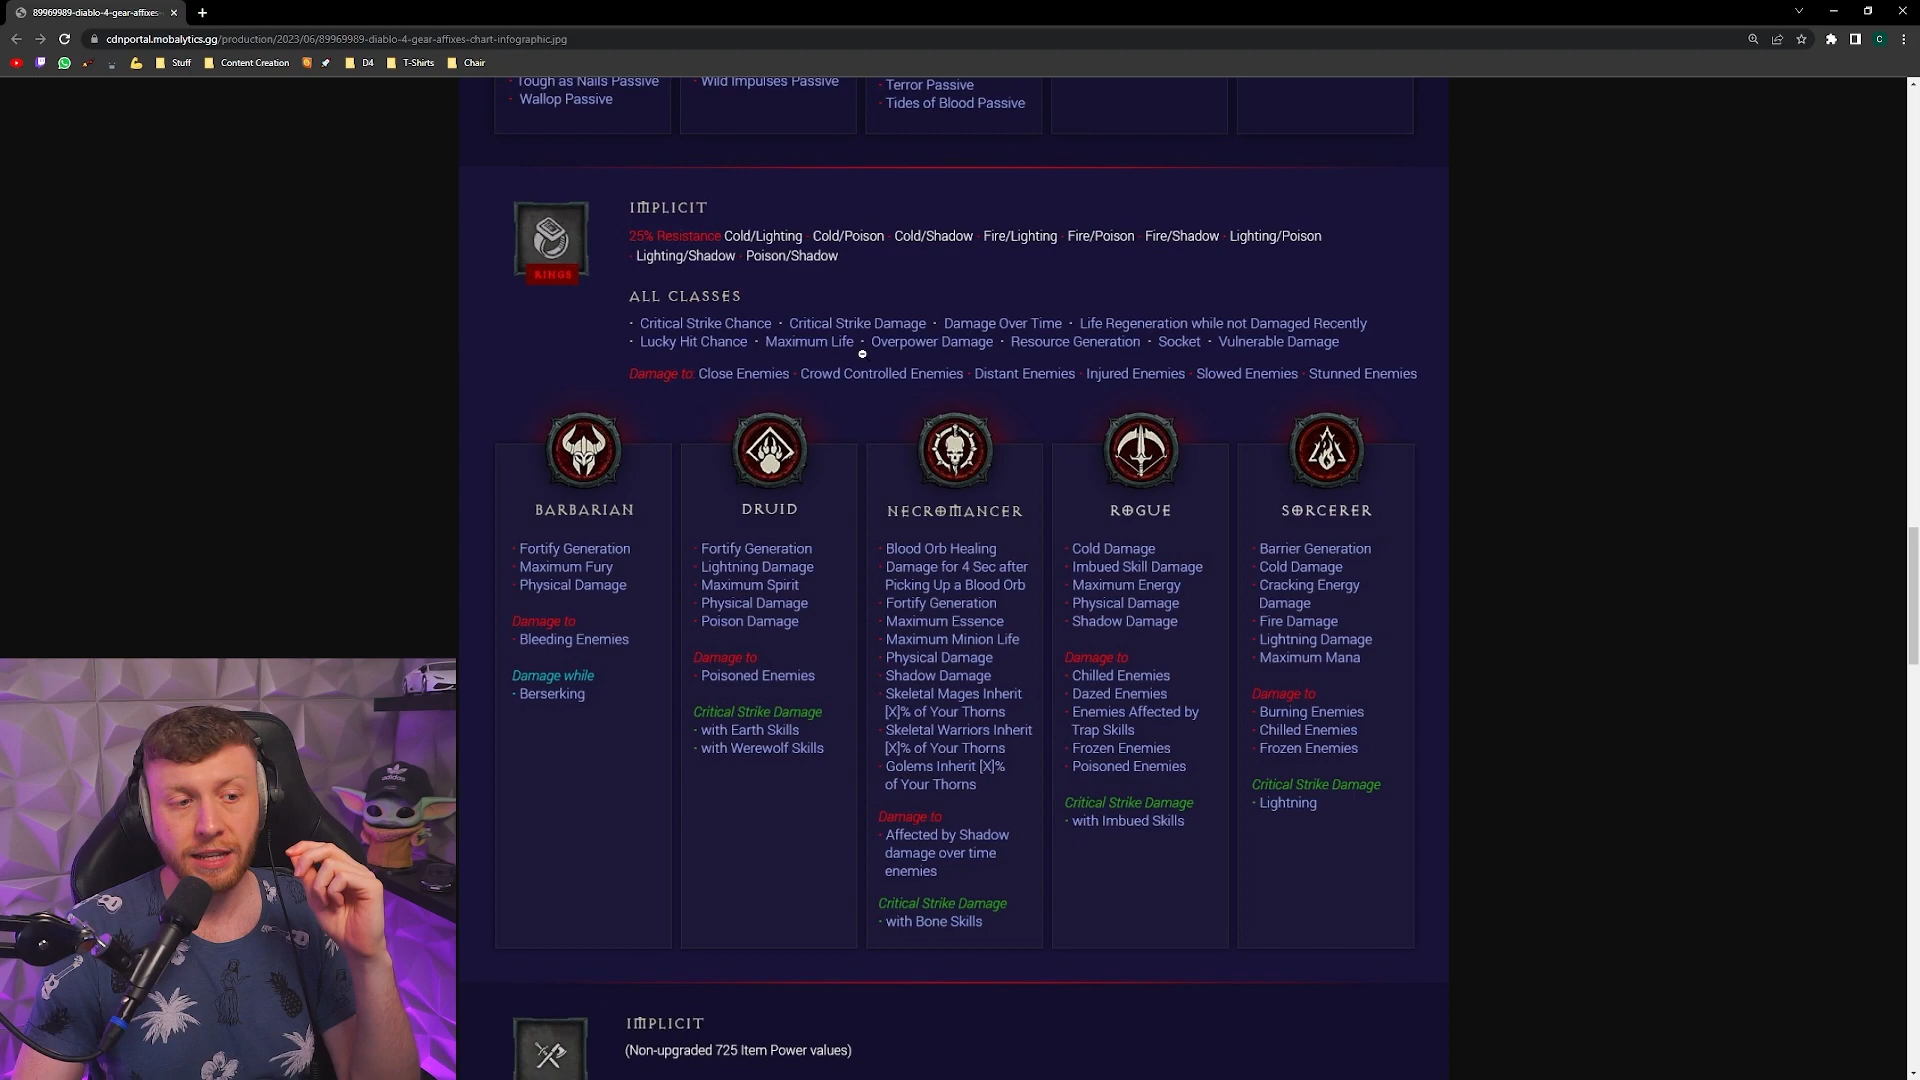 89969989-diablo-4-gear-affixes-
cdnportal.mobalytics.gg/production/2023/06/89969989-diablo-4-gear-affixes-chart-infographic.jpg
C
Stuff
Content Creation
D4
T-Shirts
Chair
· Tough as Nails Passive
· Wallop Passive
· Wild Impulses Passive
Terror Passive
· Tides of Blood Passive
RINGS
IMPLICIT
25% Resistance Cold/Lighting · Cold/Poison · Cold/Shadow · Fire/Lighting · Fire/Poison · Fire/Shadow · Lighting/Poison
· Lighting/Shadow · Poison/Shadow
ALL CLASSES
· Critical Strike Chance · Critical Strike Damage · Damage Over Time · Life Regeneration while not Damaged Recently
· Lucky Hit Chance · Maximum Life · Overpower Damage · Resource Generation · Socket · Vulnerable Damage
Damage to: Close Enemies · Crowd Controlled Enemies · Distant Enemies · Injured Enemies · Slowed Enemies · Stunned Enemies
BARBARIAN
· Fortify Generation
· Maximum Fury
· Physical Damage
Damage to
· Bleeding Enemies
Damage while
· Berserking
DRUID
· Fortify Generation
· Lightning Damage
· Maximum Spirit
· Physical Damage
· Poison Damage
Damage to
· Poisoned Enemies
Critical Strike Damage
· with Earth Skills
· with Werewolf Skills
NECROMANCER
· Blood Orb Healing
· Damage for 4 Sec after
Picking Up a Blood Orb
· Fortify Generation
· Maximum Essence
· Maximum Minion Life
· Physical Damage
· Shadow Damage
· Skeletal Mages Inherit
[X]% of Your Thorns
· Skeletal Warriors Inherit
[X]% of Your Thorns
· Golems Inherit [X]%
of Your Thorns
Damage to
· Affected by Shadow
damage over time
enemies
Critical Strike Damage
· with Bone Skills
ROGUE
· Cold Damage
· Imbued Skill Damage
· Maximum Energy
· Physical Damage
· Shadow Damage
Damage to
· Chilled Enemies
· Dazed Enemies
· Enemies Affected by
Trap Skills
· Frozen Enemies
· Poisoned Enemies
Critical Strike Damage
· with Imbued Skills
SORCERER
· Barrier Generation
· Cold Damage
· Cracking Energy
Damage
· Fire Damage
· Lightning Damage
· Maximum Mana
Damage to
· Burning Enemies
· Chilled Enemies
· Frozen Enemies
Critical Strike Damage
· Lightning
IMPLICIT
(Non-upgraded 725 Item Power values)
adidas